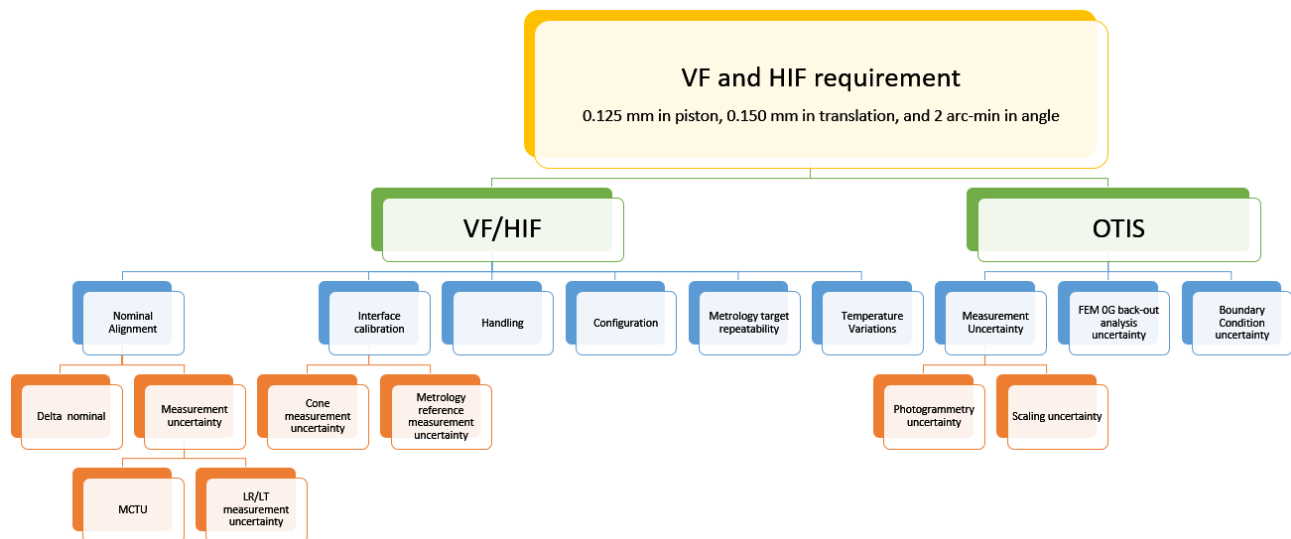 VF and HIF requirement
0.125 mm in piston, 0.150 mm in translation, and 2 arc-min in angle
VF/HIF
OTIS
Nominal
Alignment
Interface
calibration
Handling
Configuration
Metrology target
repeatability
Temperature
Variations
Measurement
Uncertainty
FEM 0G back-out
analysis
uncertainty
Boundary
Condition
uncertainty
Delta nominal
Measurement
uncertainty
Cone
measurement
uncertainty
Metrology
reference
measurement
uncertainty
Photogrammetry
uncertainty
Scaling uncertainty
MCTU
LR/LT
measurement
uncertainty